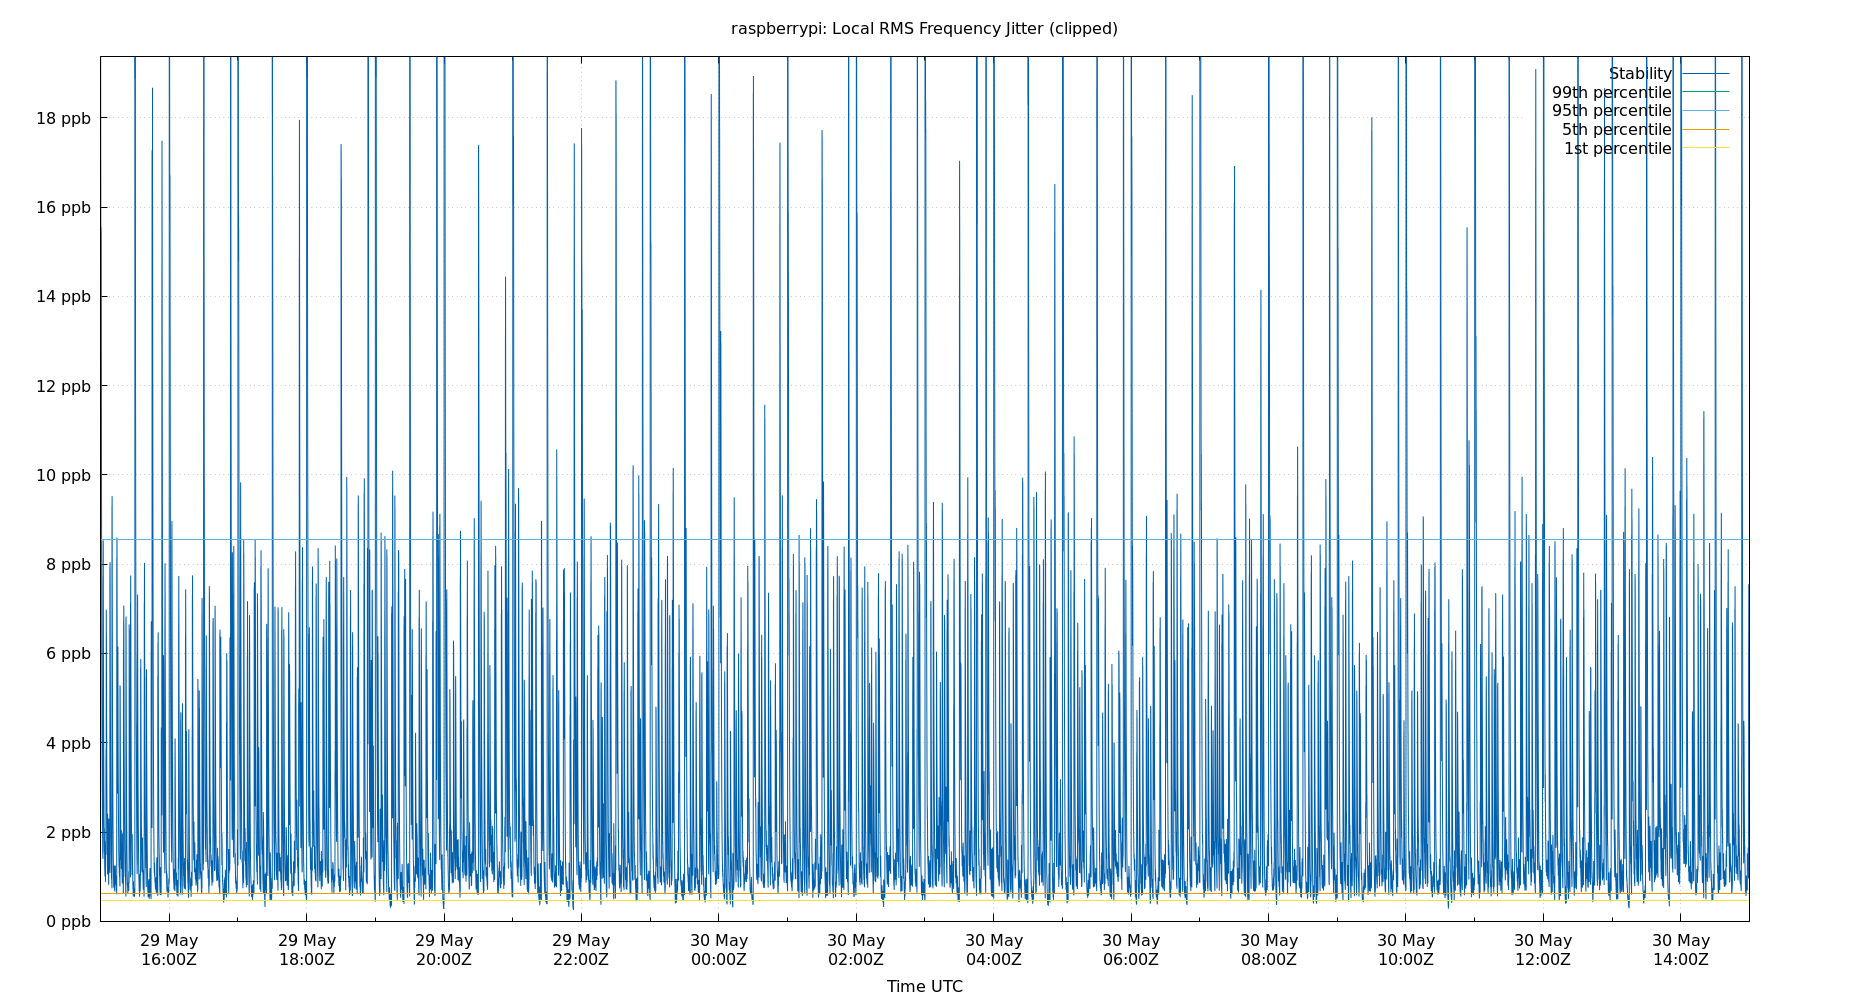 raspberrypi: Local RMS Frequency Jitter (clipped)
Stability
99th percentile
95th percentile
5th percentile
1st percentile
18 ppb
16 ppb
14 ppb
12 ppb
10 ppb
8 ppb
6 ppb
4 ppb
2 ppb
0 ppb
29 May 29 May 29 May 29 May 30 May 30 May 30 May 30 May 30 May 30 May 30 May 30 May
16:00Z 18:00Z 20:00Z 22:00Z 00:00Z 02:00Z 04:00Z 06:00Z 08:00Z 10:00Z 12:00Z 14:00Z
Time UTC